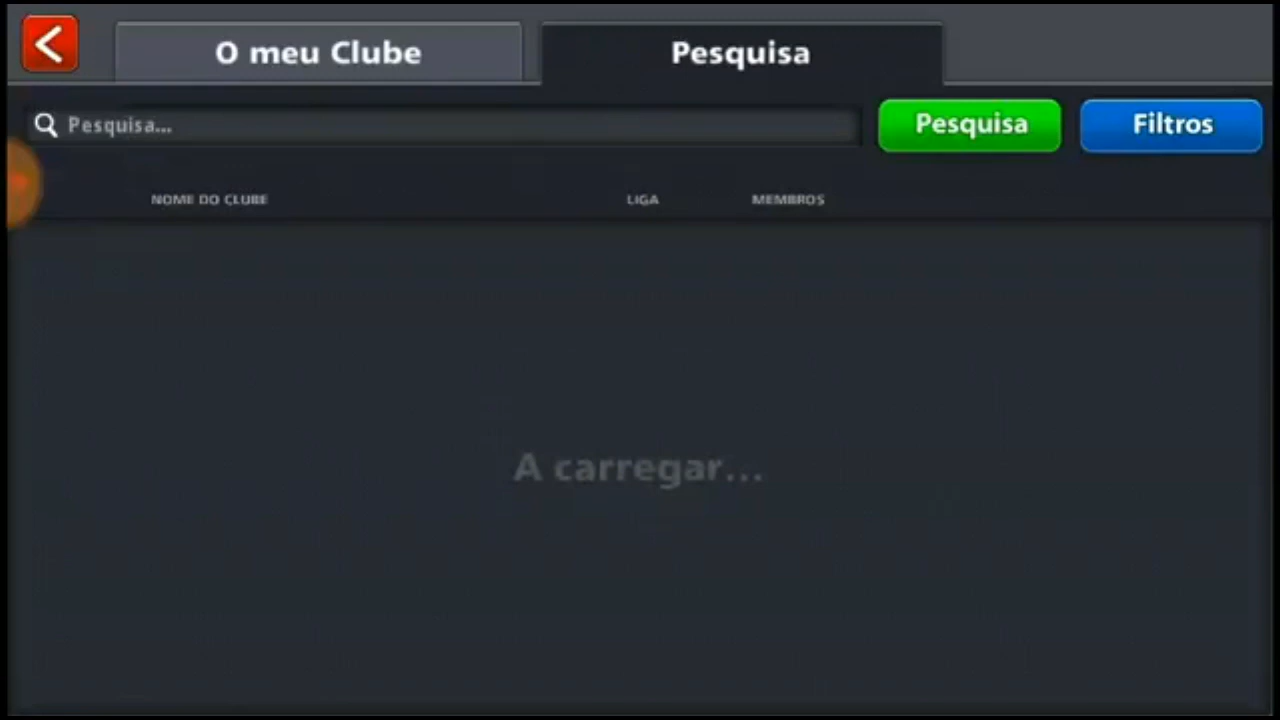 O meu Clube
Pesquisa
Pesquisa...
Pesquisa
Filtros
NOME DO CLUBE
LIGA
MEMBROS
A carregar...